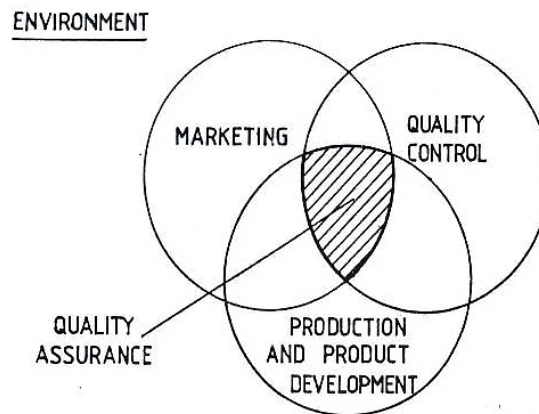 ENVIRONMENT
MARKETING
QUALITY
CONTROL
QUALITY
ASSURANCE
PRODUCTION
AND PRODUCT
DEVELOPMENT